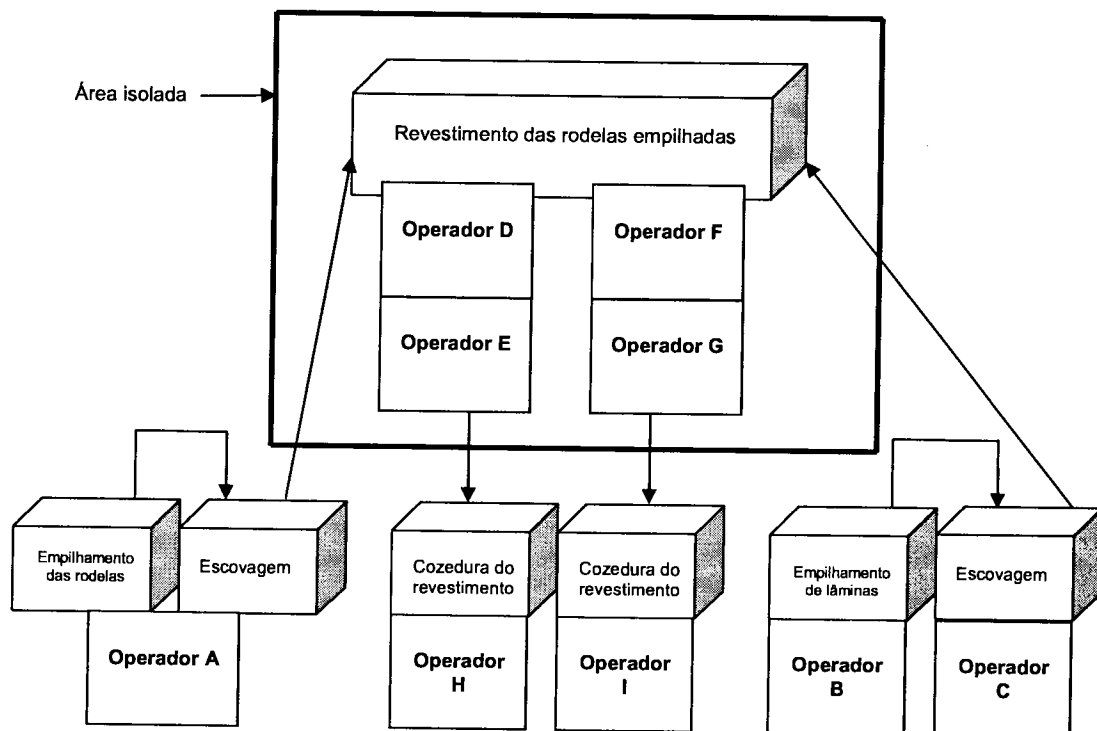 Área isolada
Revestimento das rodelas empilhadas
Operador D
Operador F
Operador E
Operador G
Empilhamento
das rodelas
Escovagem
Operador A
Cozedura do
revestimento
Operador
H
Cozedura do
revestimento
Operador
I
Empilhamento
de lâminas
Operador
B
Escovagem
Operador
C